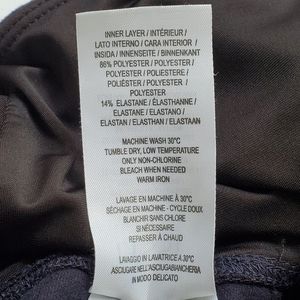 INNER LAYER / INTÉRIEUR /
LATO INTERNO / CARA INTERIOR /
INSIDA / INNENSEITE / BINNENKANT
86% POLYESTER / POLYESTER /
POLYESTER / POLIESTERE /
POLIÉSTER / POLYESTER /
POLYESTER
14% ELASTANE / ÉLASTHANNE /
ELASTANE / ELASTANO /
ELASTAN / ELASTHAN / ELASTAAN
MACHINE WASH 30°C
TUMBLE DRY, LOW TEMPERATURE
ONLY NON-CHLORINE
BLEACH WHEN NEEDED
WARM IRON
LAVAGE EN MACHINE À 30°C
SÉCHAGE EN MACHINE - CYCLE DOUX
BLANCHIR SANS CHLORE
SI NÉCESSAIRE
REPASSER À CHAUD
LAVAGGIO IN LAVATRICE A 30°C
ASCIUGARE NELL'ASCIUGABIANCHERIA
IN MODO DELICATO